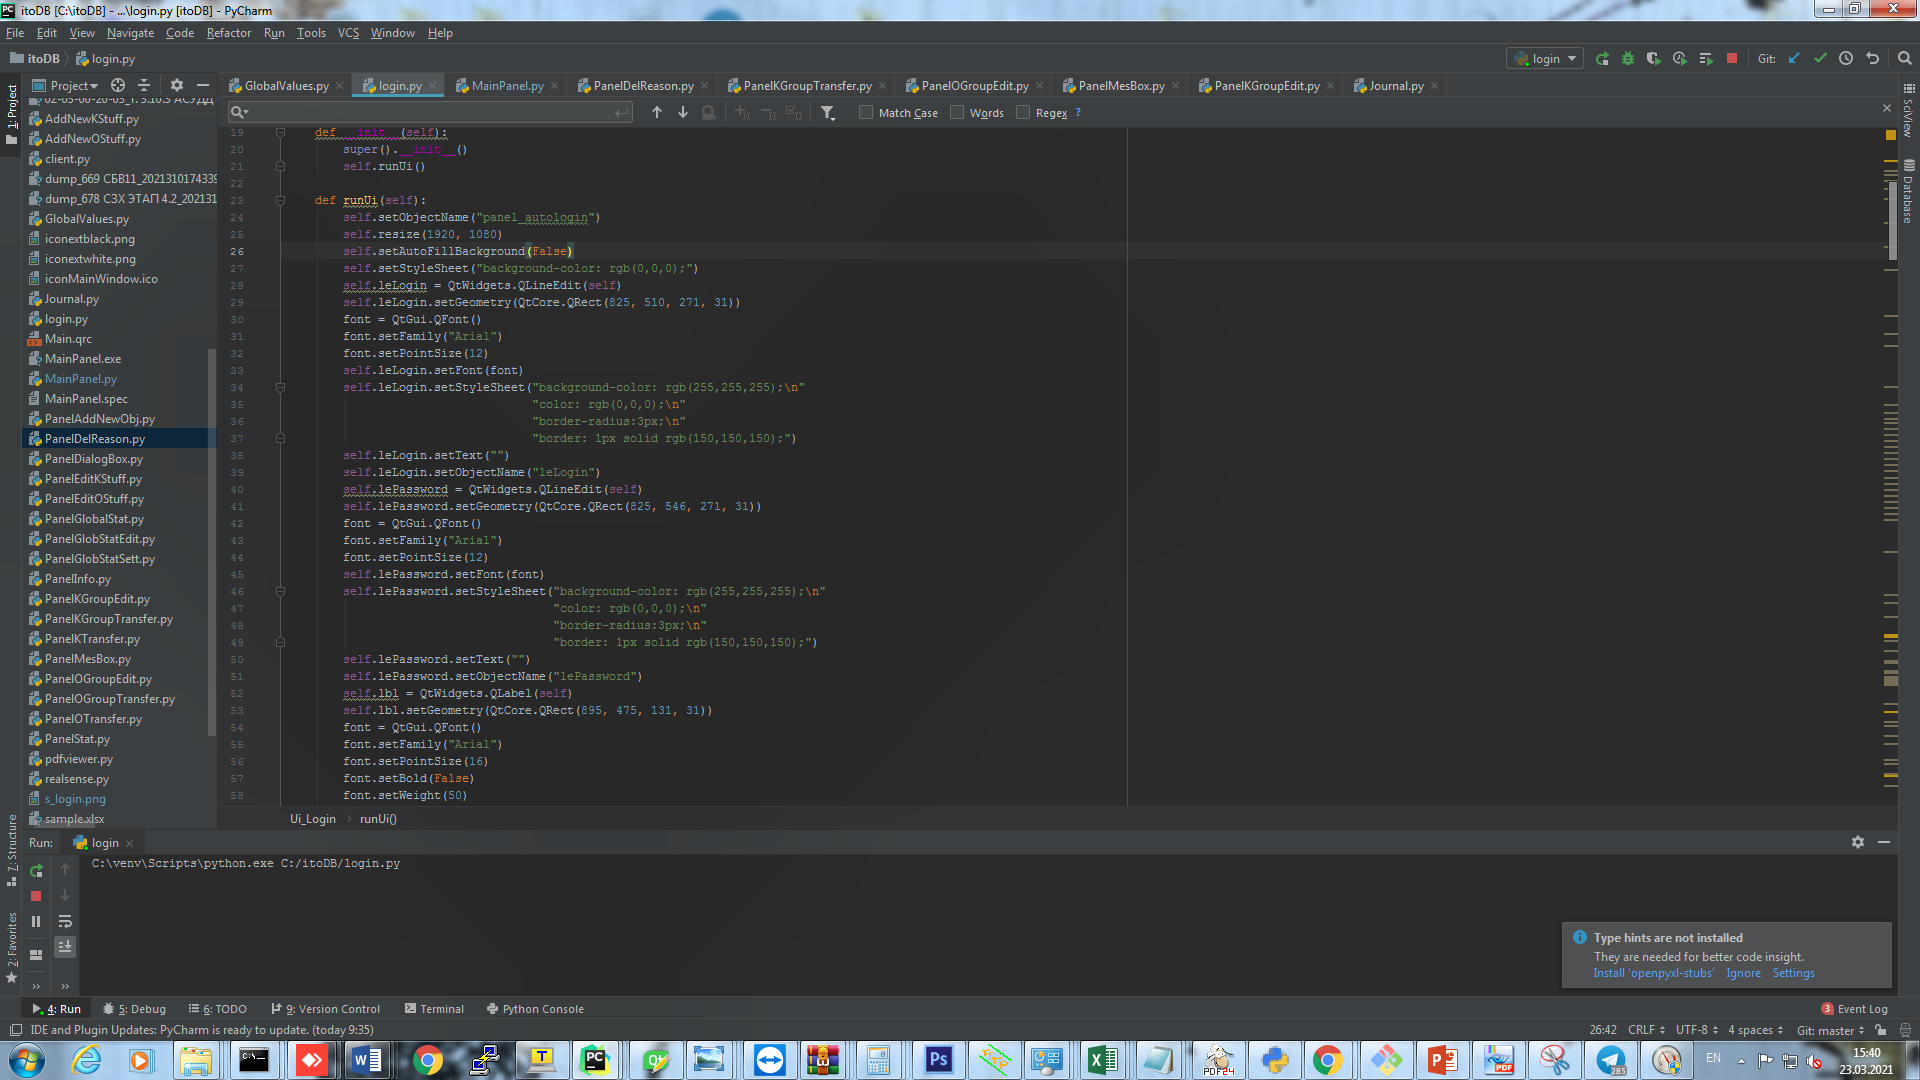 itoDB [C:\itoDB] - ...\login.py [itoDB] - PyCharm
File Edit View Navigate Code Refactor Run Tools VCS Window Help
itoDB login.py login Git:
Project GlobalValues.py login.py MainPanel.py PanelDelReason.py PanelKGroupTransfer.py PanelOGroupEdit.py PanelMesBox.py PanelKGroupEdit.py Journal.py
Match Case Words Regex ?
1: Project
SciView
Database
AddNewKStuff.py
AddNewOStuff.py
client.py
dump_669 СБВ11_2021310174339
dump_678 СЗХ ЭТАП 4.2_202131
GlobalValues.py
iconextblack.png
iconextwhite.png
iconMainWindow.ico
Journal.py
login.py
Main.qrc
MainPanel.exe
MainPanel.py
MainPanel.spec
PanelAddNewObj.py
PanelDelReason.py
PanelDialogBox.py
PanelEditKStuff.py
PanelEditOStuff.py
PanelGlobalStat.py
PanelGlobStatEdit.py
PanelGlobStatSett.py
PanelInfo.py
PanelKGroupEdit.py
PanelKGroupTransfer.py
PanelKTransfer.py
PanelMesBox.py
PanelOGroupEdit.py
PanelOGroupTransfer.py
PanelOTransfer.py
PanelStat.py
pdfviewer.py
realsense.py
s_login.png
sample.xlsx
7: Structure
2: Favorites
19 def __init__(self):
20 super().__init__()
21 self.runUi()
22
23 def runUi(self):
24 self.setObjectName("panel_autologin")
25 self.resize(1920, 1080)
26 self.setAutoFillBackground(False)
27 self.setStyleSheet("background-color: rgb(0,0,0);")
28 self.leLogin = QtWidgets.QLineEdit(self)
29 self.leLogin.setGeometry(QtCore.QRect(825, 510, 271, 31))
30 font = QtGui.QFont()
31 font.setFamily("Arial")
32 font.setPointSize(12)
33 self.leLogin.setFont(font)
34 self.leLogin.setStyleSheet("background-color: rgb(255,255,255);\n"
35 "color: rgb(0,0,0);\n"
36 "border-radius:3px;\n"
37 "border: 1px solid rgb(150,150,150);")
38 self.leLogin.setText("")
39 self.leLogin.setObjectName("leLogin")
40 self.lePassword = QtWidgets.QLineEdit(self)
41 self.lePassword.setGeometry(QtCore.QRect(825, 546, 271, 31))
42 font = QtGui.QFont()
43 font.setFamily("Arial")
44 font.setPointSize(12)
45 self.lePassword.setFont(font)
46 self.lePassword.setStyleSheet("background-color: rgb(255,255,255);\n"
47 "color: rgb(0,0,0);\n"
48 "border-radius:3px;\n"
49 "border: 1px solid rgb(150,150,150);")
50 self.lePassword.setText("")
51 self.lePassword.setObjectName("lePassword")
52 self.lbl = QtWidgets.QLabel(self)
53 self.lbl.setGeometry(QtCore.QRect(895, 475, 131, 31))
54 font = QtGui.QFont()
55 font.setFamily("Arial")
56 font.setPointSize(16)
57 font.setBold(False)
58 font.setWeight(50)
Ui_Login runUi()
Run: login
C:\venv\Scripts\python.exe C:/itoDB/login.py
Type hints are not installed
They are needed for better code insight.
Install 'openpyxl-stubs' Ignore Settings
4: Run 5: Debug 6: TODO 9: Version Control Terminal Python Console 3 Event Log
IDE and Plugin Updates: PyCharm is ready to update. (today 9:35) 26:42 CRLF UTF-8 4 spaces Git: master
EN 15:40
23.03.2021